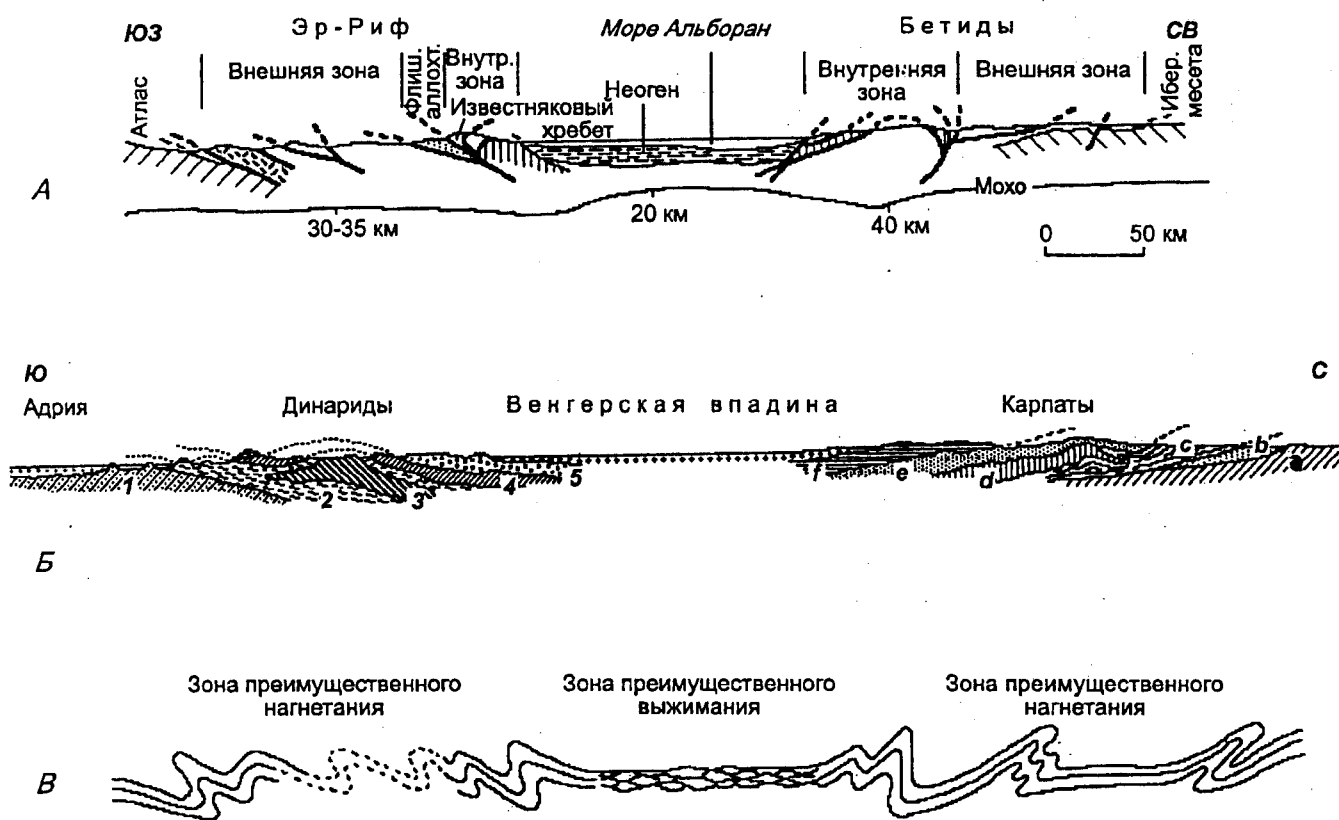 ЮЗ
Эр-Риф
Море Альборан
Бетиды
СВ
Атлас
Внешняя зона
Флиш.
аллохт.
Внутр.
зона
Известняковый
хребет
Неоген
Внутренняя
зона
Внешняя зона
Ибер.
месета
А
Мохо
30-35 км
20 км
40 км
0
50 км
Ю
С
Адрия
Динариды
Венгерская впадина
Карпаты
1
2
3
4
5
f
e
d
c
b
Б
Зона преимущественного
нагнетания
Зона преимущественного
выжимания
Зона преимущественного
нагнетания
В